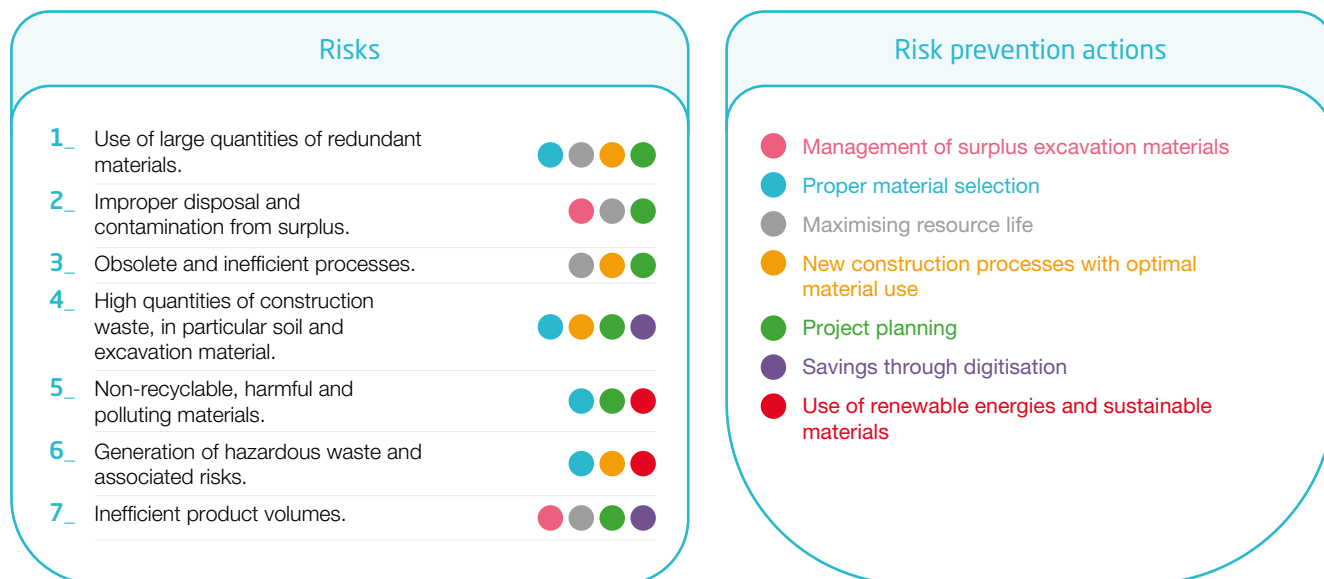 Risks
1_ Use of large quantities of redundant
materials.
2_ Improper disposal and
contamination from surplus.
3_ Obsolete and inefficient processes.
4_ High quantities of construction
waste, in particular soil and
excavation material.
5_ Non-recyclable, harmful and
polluting materials.
6_ Generation of hazardous waste and
associated risks.
7_ Inefficient product volumes.
Risk prevention actions
Management of surplus excavation materials
Proper material selection
Maximising resource life
New construction processes with optimal
material use
Project planning
Savings through digitisation
Use of renewable energies and sustainable
materials